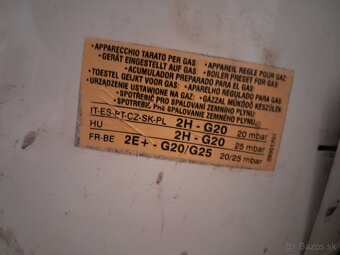 • APPARECCHIO TARATO PER GAS • APPAREIL REGLE POUR GAZ
• GERÄT EINGESTELLT AUF GAS • BOILER PRESET FOR GAS
• ACUMULADOR PREPARADO PARA EL GAS
• TOESTEL GEIJKT VOOR GAS • APARELHO REGULADO PARA GAS
URZĄDZENIE USTAWIONE NA GAZ • GAZZAL MŰKÖDŐ KÉSZÜLÉK
• SPOTŘEBIČ PRO SPALOVÁNÍ ZEMNÍHO PLYNU
• SPOTREBIČ PRE SPAĽOVANIE ZEMNÉHO PLYNU
IT-ES-PT-CZ-SK-PL 2H - G20 20 mbar
HU 2H - G20 25 mbar
FR-BE 2E+ - G20/G25 20/25 mbar
Bazos.sk